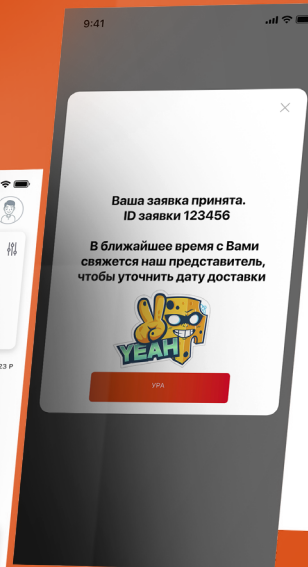 9:41
Ваша заявка принята.
ID заявки 123456
В ближайшее время с Вами
свяжется наш представитель,
чтобы уточнить дату доставки
YEAH
УРА
23 Р